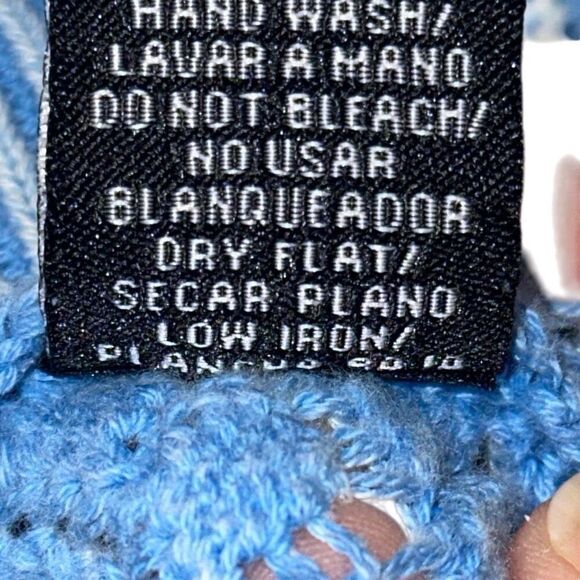 HAND WASH/
LAVAR A MANO
DO NOT BLEACH/
NO USAR
BLANQUEADOR
DRY FLAT/
SECAR PLANO
LOW IRON/